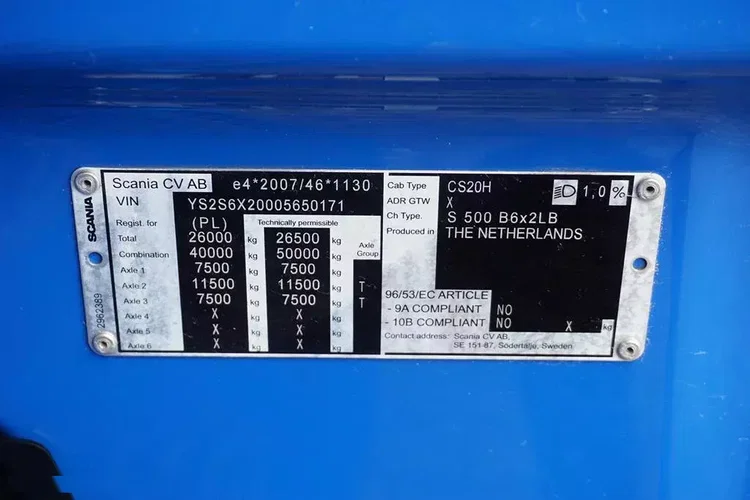 SCANIA
2962389
Scania CV AB e4*2007/46*1130
VIN YS2S6X20005650171
Regist. for (PL) Technically permissible
Total 26000 kg 26500 kg Axle Group
Combination 40000 kg 50000 kg
Axle 1 7500 kg 7500 kg
Axle 2 11500 kg 11500 kg T
Axle 3 7500 kg 7500 kg T
Axle 4 X kg X kg
Axle 5 X kg X kg
Axle 6 X kg X kg
Cab Type CS20H 1,0 %
ADR GTW X
Ch Type. S 500 B6x2LB
Produced in THE NETHERLANDS
96/53/EC ARTICLE
- 9A COMPLIANT NO
- 10B COMPLIANT NO X kg
Contact address: Scania CV AB,
SE 151-87, Södertälje, Sweden